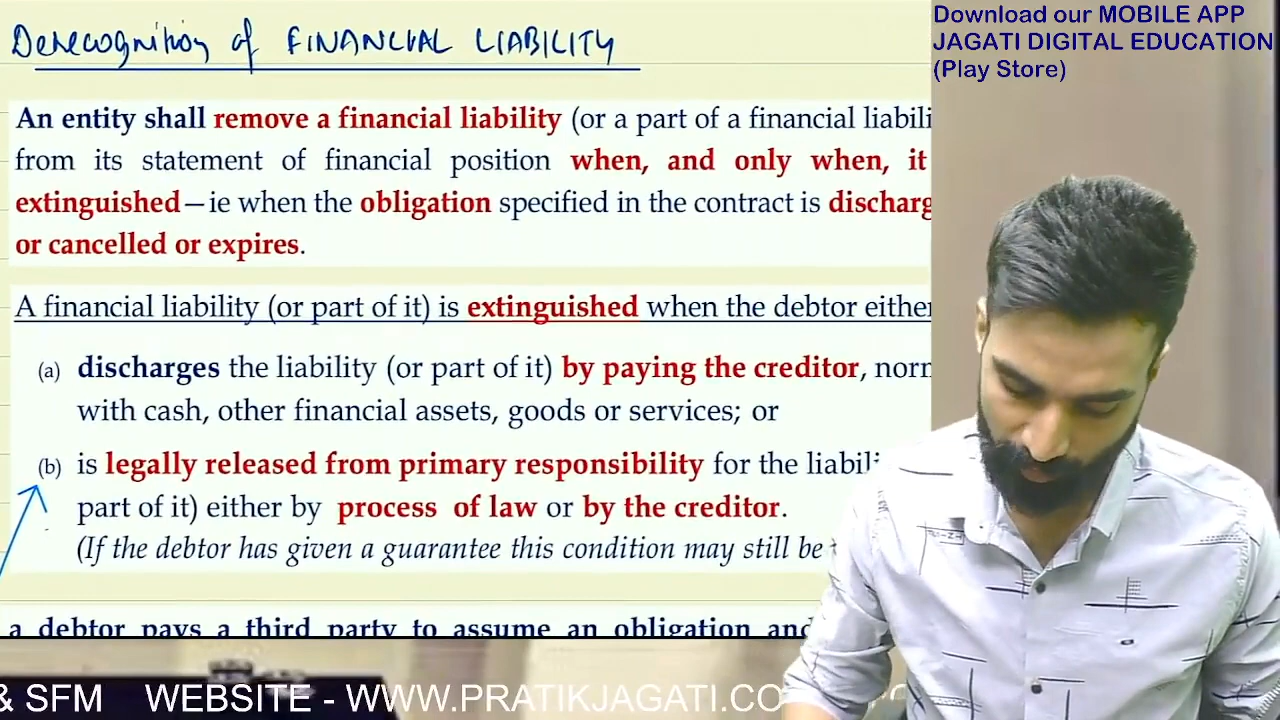 Derecognition of FINANCIAL LIABILITY
Download our MOBILE APP
JAGATI DIGITAL EDUCATION
(Play Store)
An entity shall remove a financial liability (or a part of a financial
from its statement of financial position when, and only when, it
extinguished—ie when the obligation specified in the contract is
or cancelled or expires.
A financial liability (or part of it) is extinguished when the debtor either
(a) discharges the liability (or part of it) by paying the creditor,
with cash, other financial assets, goods or services; or
(b) is legally released from primary responsibility for the
part of it) either by process of law or by the creditor.
(If the debtor has given a guarantee this condition may still be
a debtor pays a third party to assume an obligation and
& SFM WEBSITE - WWW.PRATIKJAGATI.CO